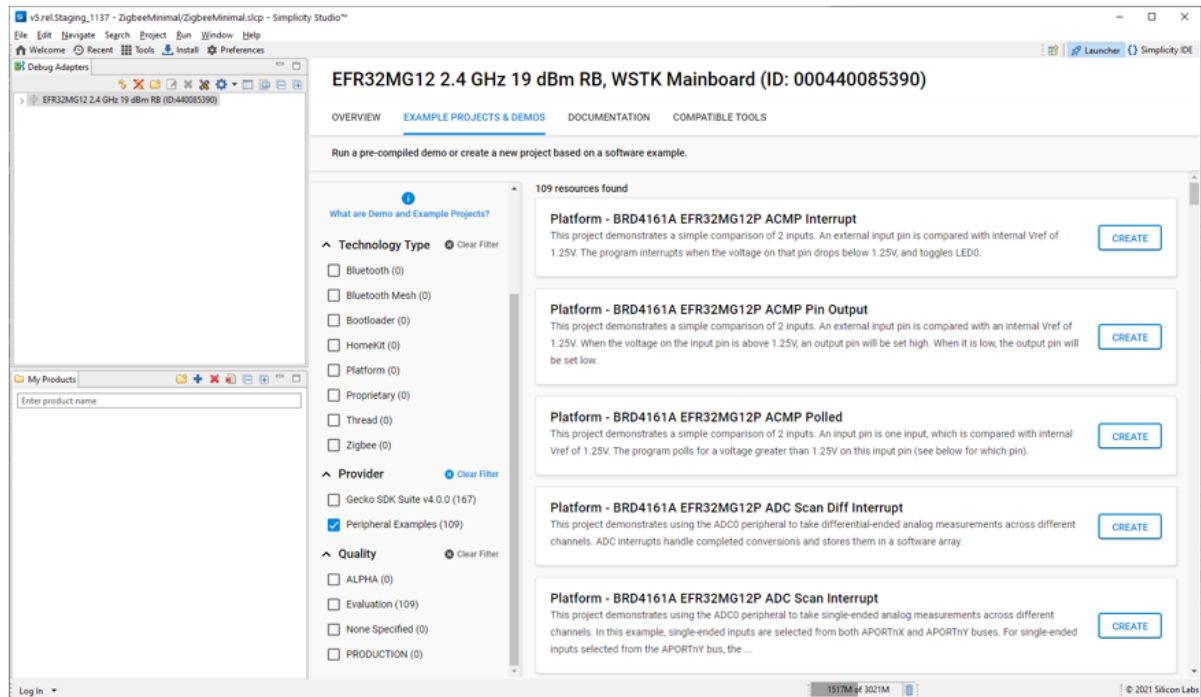 v5.rel.Staging_1137 - ZigbeeMinimal/ZigbeeMinimal.slcp - Simplicity Studio™
File Edit Navigate Search Project Run Window Help
Welcome Recent Tools Install Preferences
Launcher {} Simplicity IDE
Debug Adapters
EFR32MG12 2.4 GHz 19 dBm RB (ID:440085390)
My Products
Enter product name
EFR32MG12 2.4 GHz 19 dBm RB, WSTK Mainboard (ID: 000440085390)
OVERVIEW EXAMPLE PROJECTS & DEMOS DOCUMENTATION COMPATIBLE TOOLS
Run a pre-compiled demo or create a new project based on a software example.
What are Demo and Example Projects?
Technology Type Clear Filter
Bluetooth (0)
Bluetooth Mesh (0)
Bootloader (0)
HomeKit (0)
Platform (0)
Proprietary (0)
Thread (0)
Zigbee (0)
Provider Clear Filter
Gecko SDK Suite v4.0.0 (167)
Peripheral Examples (109)
Quality Clear Filter
ALPHA (0)
Evaluation (109)
None Specified (0)
PRODUCTION (0)
109 resources found
Platform - BRD4161A EFR32MG12P ACMP Interrupt
This project demonstrates a simple comparison of 2 inputs. An external input pin is compared with internal Vref of
1.25V. The program interrupts when the voltage on that pin drops below 1.25V, and toggles LED0.
CREATE
Platform - BRD4161A EFR32MG12P ACMP Pin Output
This project demonstrates a simple comparison of 2 inputs. An external input pin is compared with an internal Vref of
1.25V. When the voltage on the input pin is above 1.25V, an output pin will be set high. When it is low, the output pin will
be set low.
CREATE
Platform - BRD4161A EFR32MG12P ACMP Polled
This project demonstrates a simple comparison of 2 inputs. An input pin is one input, which is compared with internal
Vref of 1.25V. The program polls for a voltage greater than 1.25V on this input pin (see below for which pin).
CREATE
Platform - BRD4161A EFR32MG12P ADC Scan Diff Interrupt
This project demonstrates using the ADC0 peripheral to take differential-ended analog measurements across different
channels. ADC interrupts handle completed conversions and stores them in a software array.
CREATE
Platform - BRD4161A EFR32MG12P ADC Scan Interrupt
This project demonstrates using the ADC0 peripheral to take single-ended analog measurements across different
channels. In this example, single-ended inputs are selected from both APORTnX and APORTnY buses. For single-ended
inputs selected from the APORTnY bus, the ...
CREATE
Log In
1517M of 3021M
© 2021 Silicon Labs